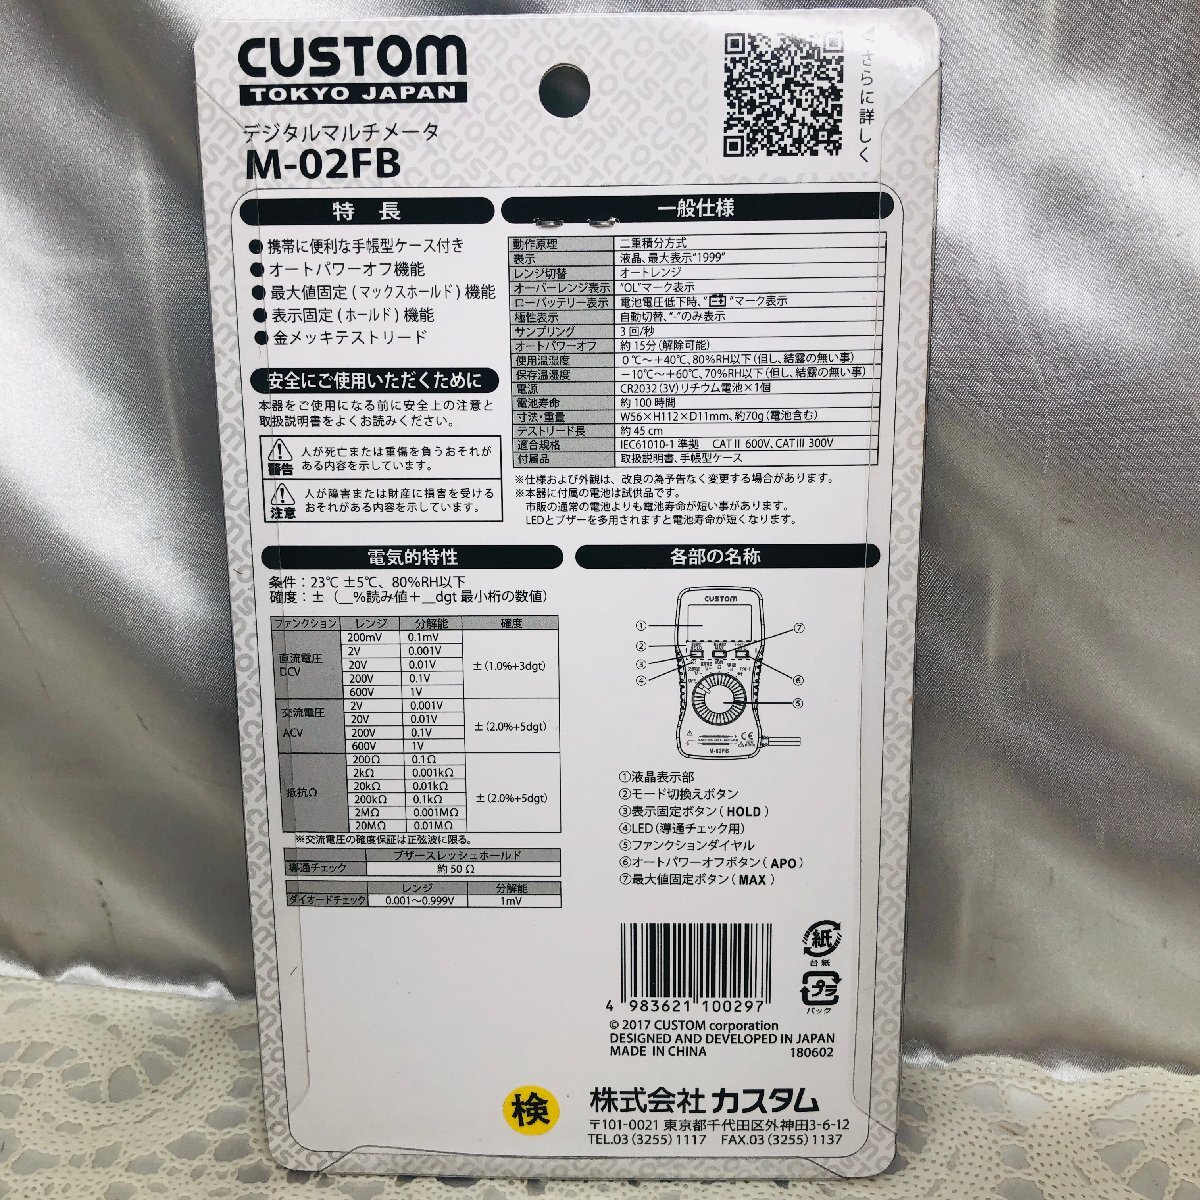 CUSTOM
TOKYO JAPAN
デジタルマルチメータ
M-02FB
さらに詳しく
特長
●携帯に便利な手帳型ケース付き
●オートパワーオフ機能
●最大値固定(マックスホールド)機能
●表示固定(ホールド)機能
●金メッキテストリード
安全にご使用いただくために
本器をご使用になる前に安全上の注意と
取扱説明書をよくお読みください。
警告 人が死亡または重傷を負うおそれが
ある内容を示しています。
注意 人が障害または財産に損害を受ける
おそれがある内容を示しています。
一般仕様
動作原理 二重積分方式
表示 液晶、最大表示"1999"
レンジ切替 オートレンジ
オーバーレンジ表示 "OL"マーク表示
ローバッテリー表示 電池電圧低下時、" "マーク表示
極性表示 自動切替、"-"のみ表示
サンプリング 3回/秒
オートパワーオフ 約15分(解除可能)
使用温湿度 0℃~+40℃、80%RH以下(但し、結露の無い事)
保存温湿度 -10℃~+60℃、70%RH以下(但し、結露の無い事)
電源 CR2032(3V)リチウム電池×1個
電池寿命 約100時間
寸法・重量 W56×H112×D11mm、約70g(電池含む)
テストリード長 約45cm
適合規格 IEC61010-1準拠 CATⅡ 600V、CATⅢ 300V
付属品 取扱説明書、手帳型ケース
※仕様および外観は、改良の為予告なく変更する場合があります。
※本器に付属の電池は試供品です。
市販の通常の電池よりも電池寿命が短い事があります。
LEDとブザーを多用されますと電池寿命が短くなります。
電気的特性
条件:23℃±5℃、80%RH以下
確度:±(__%読み値+__dgt 最小桁の数値)
ファンクション レンジ 分解能 確度
直流電圧 DCV 200mV 0.1mV ±(1.0%+3dgt)
2V 0.001V
20V 0.01V
200V 0.1V
600V 1V
交流電圧 ACV 2V 0.001V ±(2.0%+5dgt)
20V 0.01V
200V 0.1V
600V 1V
抵抗Ω 200Ω 0.1Ω ±(2.0%+5dgt)
2kΩ 0.001kΩ
20kΩ 0.01kΩ
200kΩ 0.1kΩ
2MΩ 0.001MΩ
20MΩ 0.01MΩ
※交流電圧の確度保証は正弦波に限る。
導通チェック ブザースレッショホールド
約50Ω
レンジ 分解能
ダイオードチェック 0.001~0.999V 1mV
各部の名称
CUSTOM
M-02FB
① ② ③ ④ ⑤ ⑥ ⑦
①液晶表示部
②モード切換えボタン
③表示固定ボタン(HOLD)
④LED(導通チェック用)
⑤ファンクションダイヤル
⑥オートパワーオフボタン(APO)
⑦最大値固定ボタン(MAX)
4 983621 100297
紙
台紙
プラ
パック
© 2017 CUSTOM corporation
DESIGNED AND DEVELOPED IN JAPAN
MADE IN CHINA 180602
検
株式会社 カスタム
〒101-0021 東京都千代田区外神田3-6-12
TEL.03(3255)1117 FAX.03(3255)1137